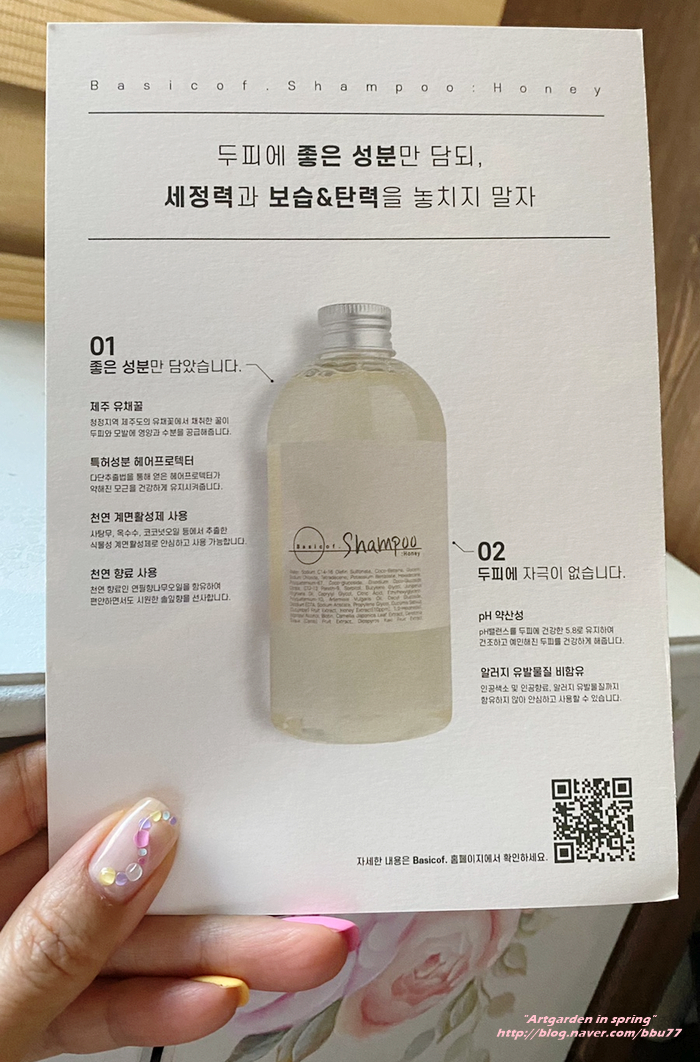 Basicof.Shampoo:Honey
두피에 좋은 성분만 담되,
세정력과 보습&탄력을 놓치지 말자
01
좋은 성분만 담았습니다.
제주 유채꿀
청정지역 제주도의 유채꽃에서 채취한 꿀이
두피와 모발에 영양과 수분을 공급해줍니다.
특허성분 헤어프로텍터
다단추출법을 통해 얻은 헤어프로텍터가
약해진 모근을 건강하게 유지시켜줍니다.
천연 계면활성제 사용
사탕무, 옥수수, 코코넛오일 등에서 추출한
식물성 계면활성제로 안심하고 사용 가능합니다.
천연 향료 사용
천연 향료인 연필향나무오일을 함유하여
편안하면서도 시원한 솔잎향을 선사합니다.
Basicof. Shampoo
:Honey
02
두피에 자극이 없습니다.
pH 약산성
pH밸런스를 두피에 건강한 5.8로 유지하여
건조하고 예민해진 두피를 건강하게 해줍니다.
알러지 유발물질 비함유
인공색소 및 인공향료, 알러지 유발물질까지
함유하지 않아 안심하고 사용할 수 있습니다.
자세한 내용은 Basicof. 홈페이지에서 확인하세요.
"Artgarden in spring"
http://blog.naver.com/bbu77